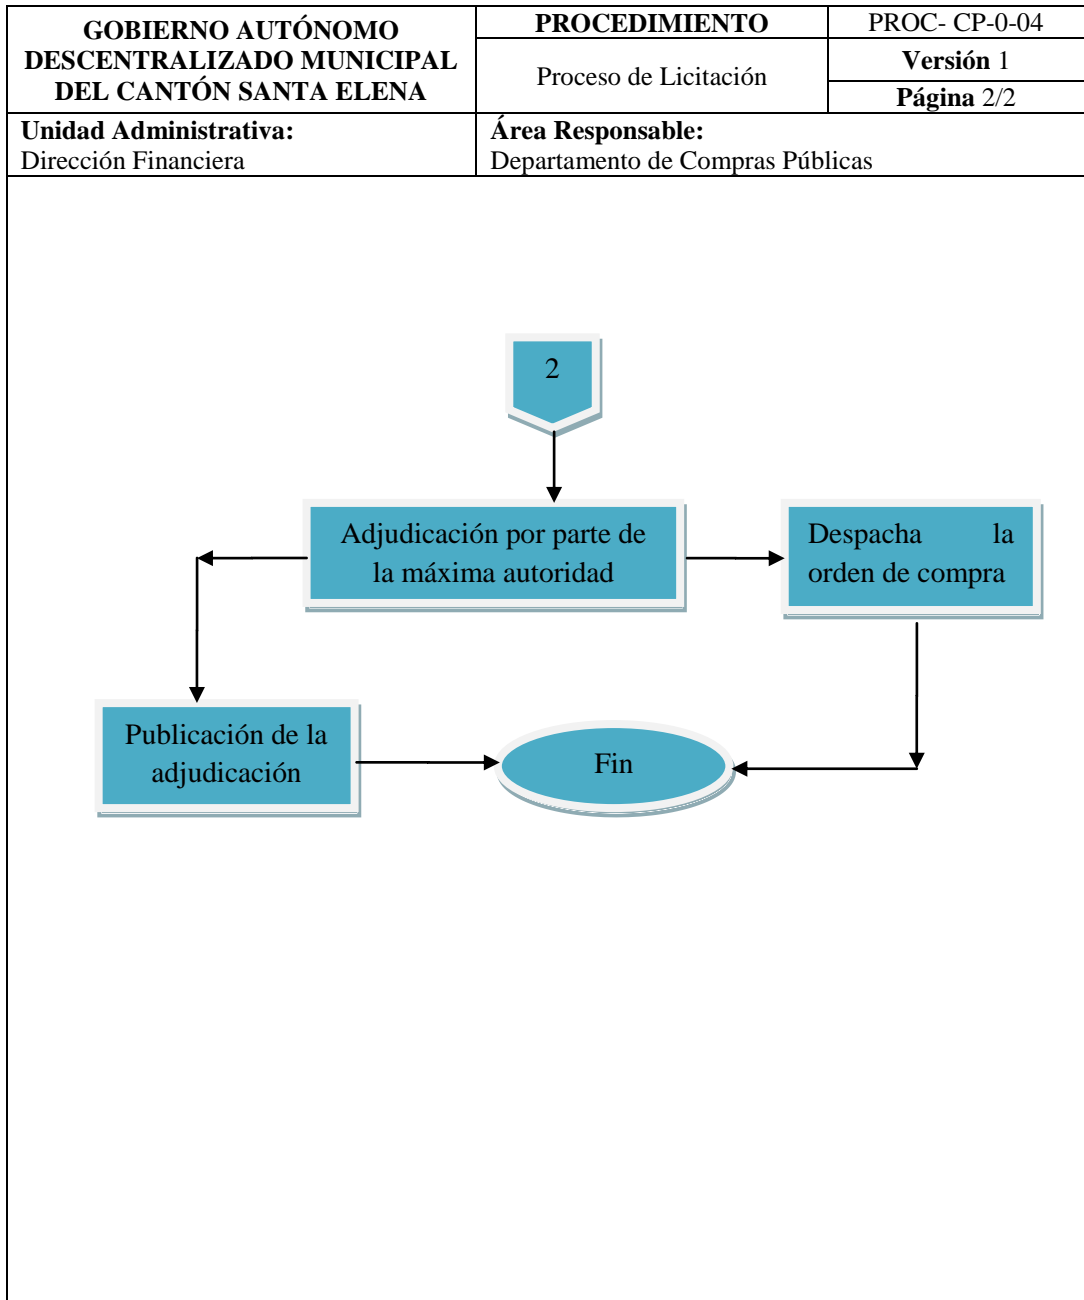 GOBIERNO AUTÓNOMO
DESCENTRALIZADO MUNICIPAL
DEL CANTÓN SANTA ELENA
PROCEDIMIENTO
Proceso de Licitación
PROC- CP-0-04
Versión 1
Página 2/2
Unidad Administrativa:
Dirección Financiera
Área Responsable:
Departamento de Compras Públicas
2
Adjudicación por parte de
la máxima autoridad
Despacha la
orden de compra
Publicación de la
adjudicación
Fin